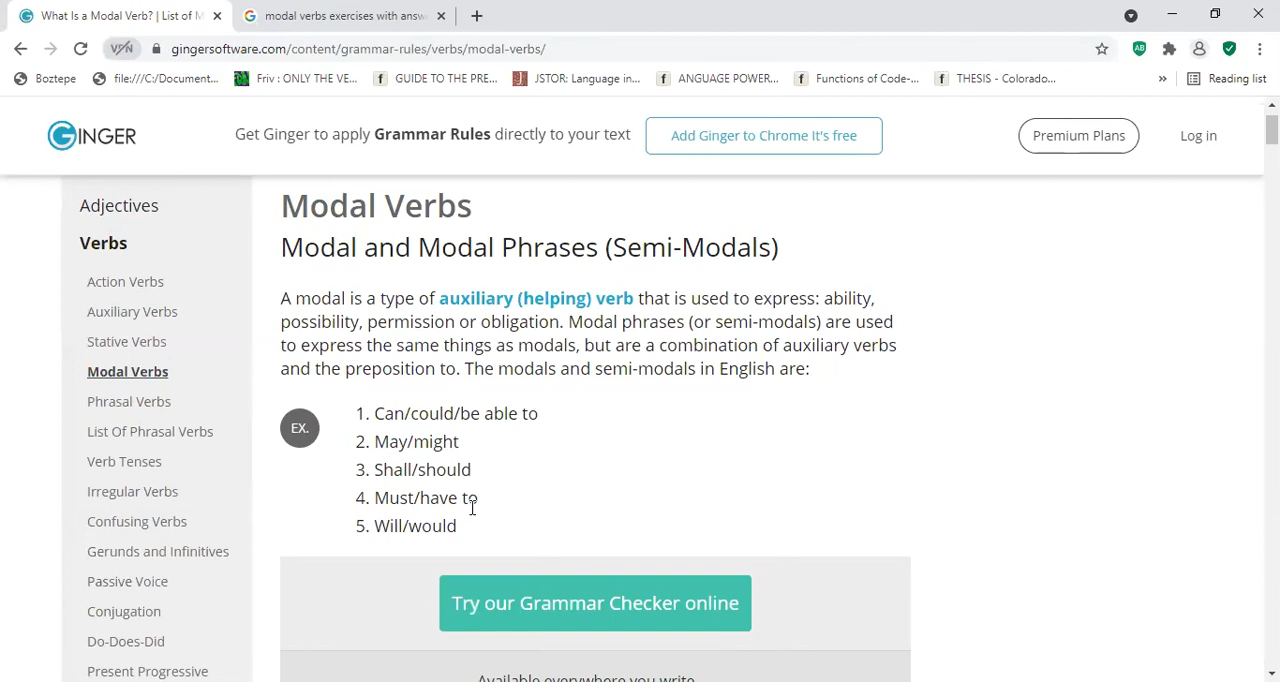 What Is a Modal Verb? | List of M
modal verbs exercises with answ
gingersoftware.com/content/grammar-rules/verbs/modal-verbs/
Boztepe
file:///C:/Document...
Friv : ONLY THE VE...
GUIDE TO THE PRE...
JSTOR: Language in...
ANGUAGE POWER...
Functions of Code-...
THESIS - Colorado...
»
Reading list
GINGER
Get Ginger to apply Grammar Rules directly to your text
Add Ginger to Chrome It's free
Premium Plans
Log in
Adjectives
Verbs
Action Verbs
Auxiliary Verbs
Stative Verbs
Modal Verbs
Phrasal Verbs
List Of Phrasal Verbs
Verb Tenses
Irregular Verbs
Confusing Verbs
Gerunds and Infinitives
Passive Voice
Conjugation
Do-Does-Did
Present Progressive
Modal Verbs
Modal and Modal Phrases (Semi-Modals)
A modal is a type of auxiliary (helping) verb that is used to express: ability,
possibility, permission or obligation. Modal phrases (or semi-modals) are used
to express the same things as modals, but are a combination of auxiliary verbs
and the preposition to. The modals and semi-modals in English are:
EX.
1. Can/could/be able to
2. May/might
3. Shall/should
4. Must/have to
5. Will/would
Try our Grammar Checker online
Available everywhere you write